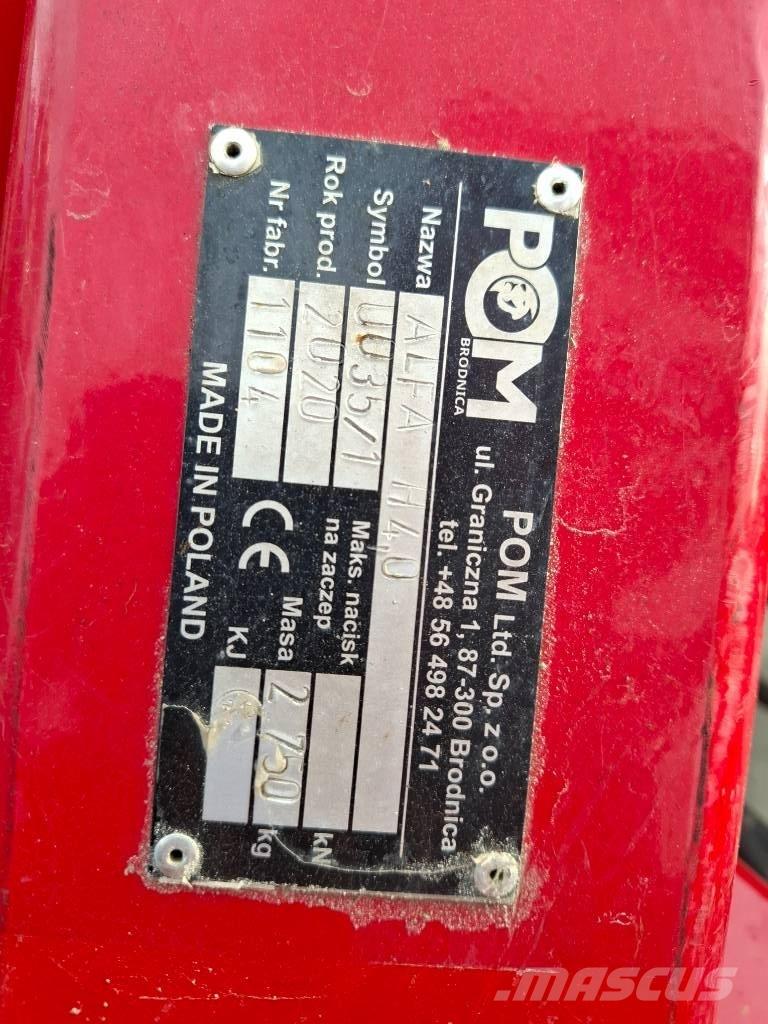 POM
BRODNICA
POM Ltd. Sp. z o.o.
ul. Graniczna 1, 87-300 Brodnica
tel. +48 56 498 24 71
Nazwa ALFA H4,0
Symbol U035/1
Maks. nacisk na zaczep kN
Rok prod. 2020
Masa 2 750 kg
Nr fabr. 1104
CE
KJ
MADE IN POLAND
MASCUS